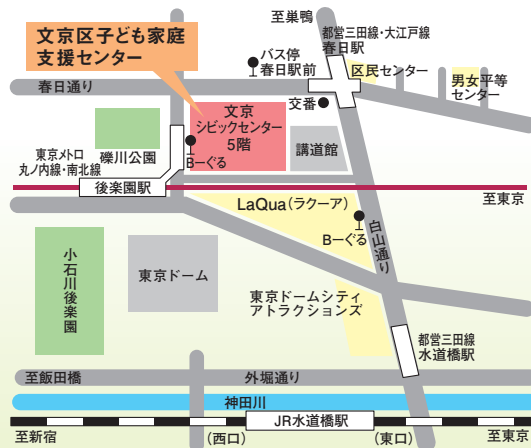 至巣鴨
文京区子ども家庭
支援センター
都営三田線・大江戸線
春日駅
バス停
春日駅前
区民センター
男女平等
センター
春日通り
交番
文京
シビックセンター
5階
講道館
礫川公園
Bーぐる
東京メトロ
丸ノ内線・南北線
後楽園駅
至東京
LaQua(ラクーア)
Bーぐる
白山通り
小石川後楽園
東京ドーム
東京ドームシティ
アトラクションズ
都営三田線
水道橋駅
至飯田橋
外堀通り
神田川
JR水道橋駅
至新宿
(西口)
(東口)
至東京